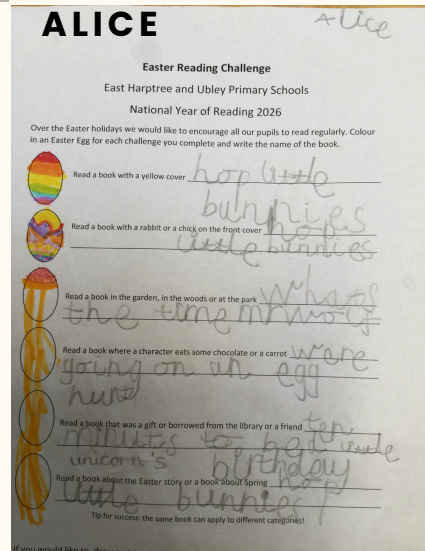 ALICE
Alice
Easter Reading Challenge
East Harptree and Ubley Primary Schools
National Year of Reading 2026
Over the Easter holidays we would like to encourage all our pupils to read regularly. Colour
in an Easter Egg for each challenge you complete and write the name of the book.
Read a book with a yellow cover hop little
bunnies
Read a book with a rabbit or a chick on the front cover hop
little bunnies
Read a book in the garden, in the woods or at the park whats
the time mr wolf
Read a book where a character eats some chocolate or a carrot were
going on an egg
hunt
Read a book that was a gift or borrowed from the library or a friend ten
minutes to bed
unicorn's birthday
Read a book about the Easter story or a book about Spring hop
little bunnies
Tip for success: the same book can apply to different categories!
If you would like to